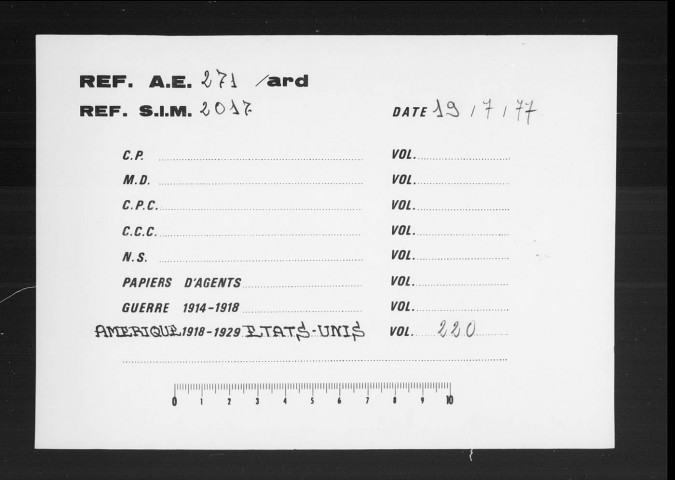 REF. A.E. 271 /ard
REF. S.I.M. 2017 DATE 19 / 7 / 77
C.P. VOL.
M.D. VOL.
C.P.C. VOL.
C.C.C. VOL.
N.S. VOL.
PAPIERS D'AGENTS VOL.
GUERRE 1914-1918 VOL.
AMERIQUE 1918-1929 ETATS-UNIS VOL. 220
0 1 2 3 4 5 6 7 8 9 10